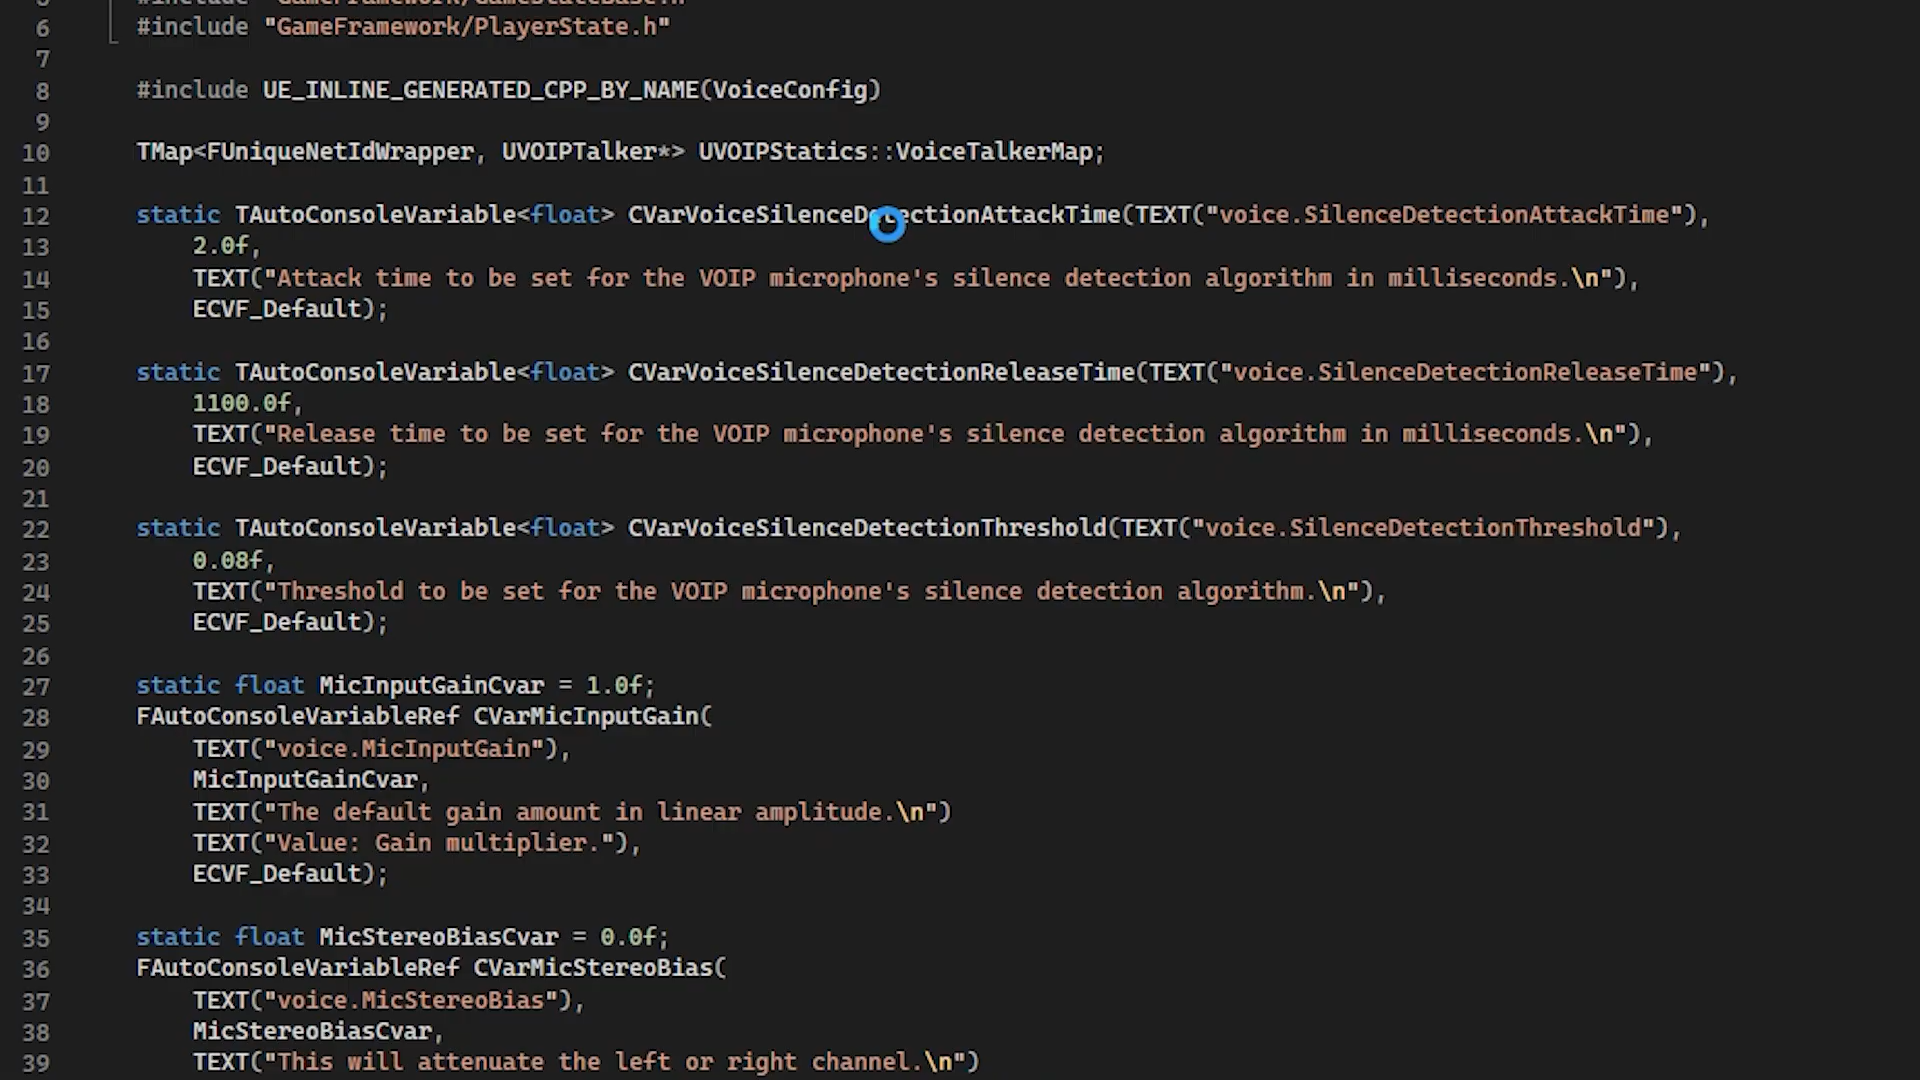 5 #include "GameFramework/GameStateBase.h"
6 #include "GameFramework/PlayerState.h"
7
8 #include UE_INLINE_GENERATED_CPP_BY_NAME(VoiceConfig)
9
10 TMap<FUniqueNetIdWrapper, UVOIPTalker*> UVOIPStatics::VoiceTalkerMap;
11
12 static TAutoConsoleVariable<float> CVarVoiceSilenceDetectionAttackTime(TEXT("voice.SilenceDetectionAttackTime"),
13 2.0f,
14 TEXT("Attack time to be set for the VOIP microphone's silence detection algorithm in milliseconds.\n"),
15 ECVF_Default);
16
17 static TAutoConsoleVariable<float> CVarVoiceSilenceDetectionReleaseTime(TEXT("voice.SilenceDetectionReleaseTime"),
18 1100.0f,
19 TEXT("Release time to be set for the VOIP microphone's silence detection algorithm in milliseconds.\n"),
20 ECVF_Default);
21
22 static TAutoConsoleVariable<float> CVarVoiceSilenceDetectionThreshold(TEXT("voice.SilenceDetectionThreshold"),
23 0.08f,
24 TEXT("Threshold to be set for the VOIP microphone's silence detection algorithm.\n"),
25 ECVF_Default);
26
27 static float MicInputGainCvar = 1.0f;
28 FAutoConsoleVariableRef CVarMicInputGain(
29 TEXT("voice.MicInputGain"),
30 MicInputGainCvar,
31 TEXT("The default gain amount in linear amplitude.\n")
32 TEXT("Value: Gain multiplier."),
33 ECVF_Default);
34
35 static float MicStereoBiasCvar = 0.0f;
36 FAutoConsoleVariableRef CVarMicStereoBias(
37 TEXT("voice.MicStereoBias"),
38 MicStereoBiasCvar,
39 TEXT("This will attenuate the left or right channel.\n")